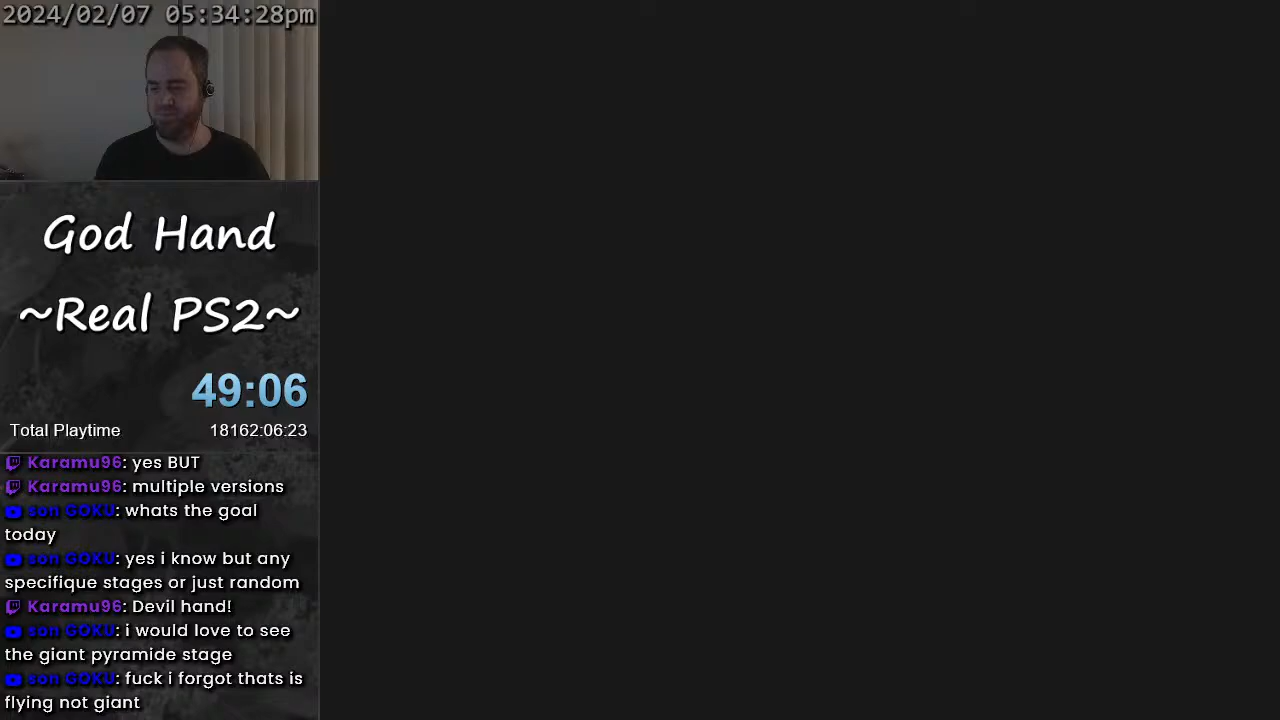 2024/02/07 05:34:28pm
God Hand
~Real PS2~
49:06
Total Playtime 18162:06:23
Karamu96: yes BUT
Karamu96: multiple versions
son GOKU: whats the goal
today
son GOKU: yes i know but any
specifique stages or just random
Karamu96: Devil hand!
son GOKU: i would love to see
the giant pyramide stage
son GOKU: fuck i forgot thats is
flying not giant